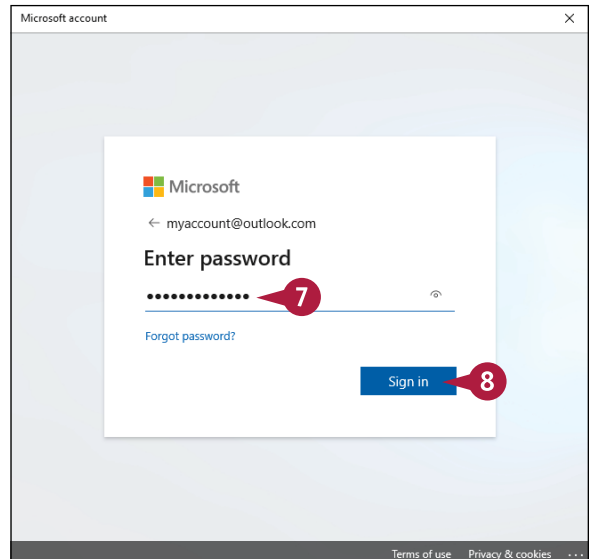 Microsoft account
Microsoft
myaccount@outlook.com
Enter password
•••••••••••••
7
Forgot password?
Sign in
8
Terms of use Privacy & cookies ...